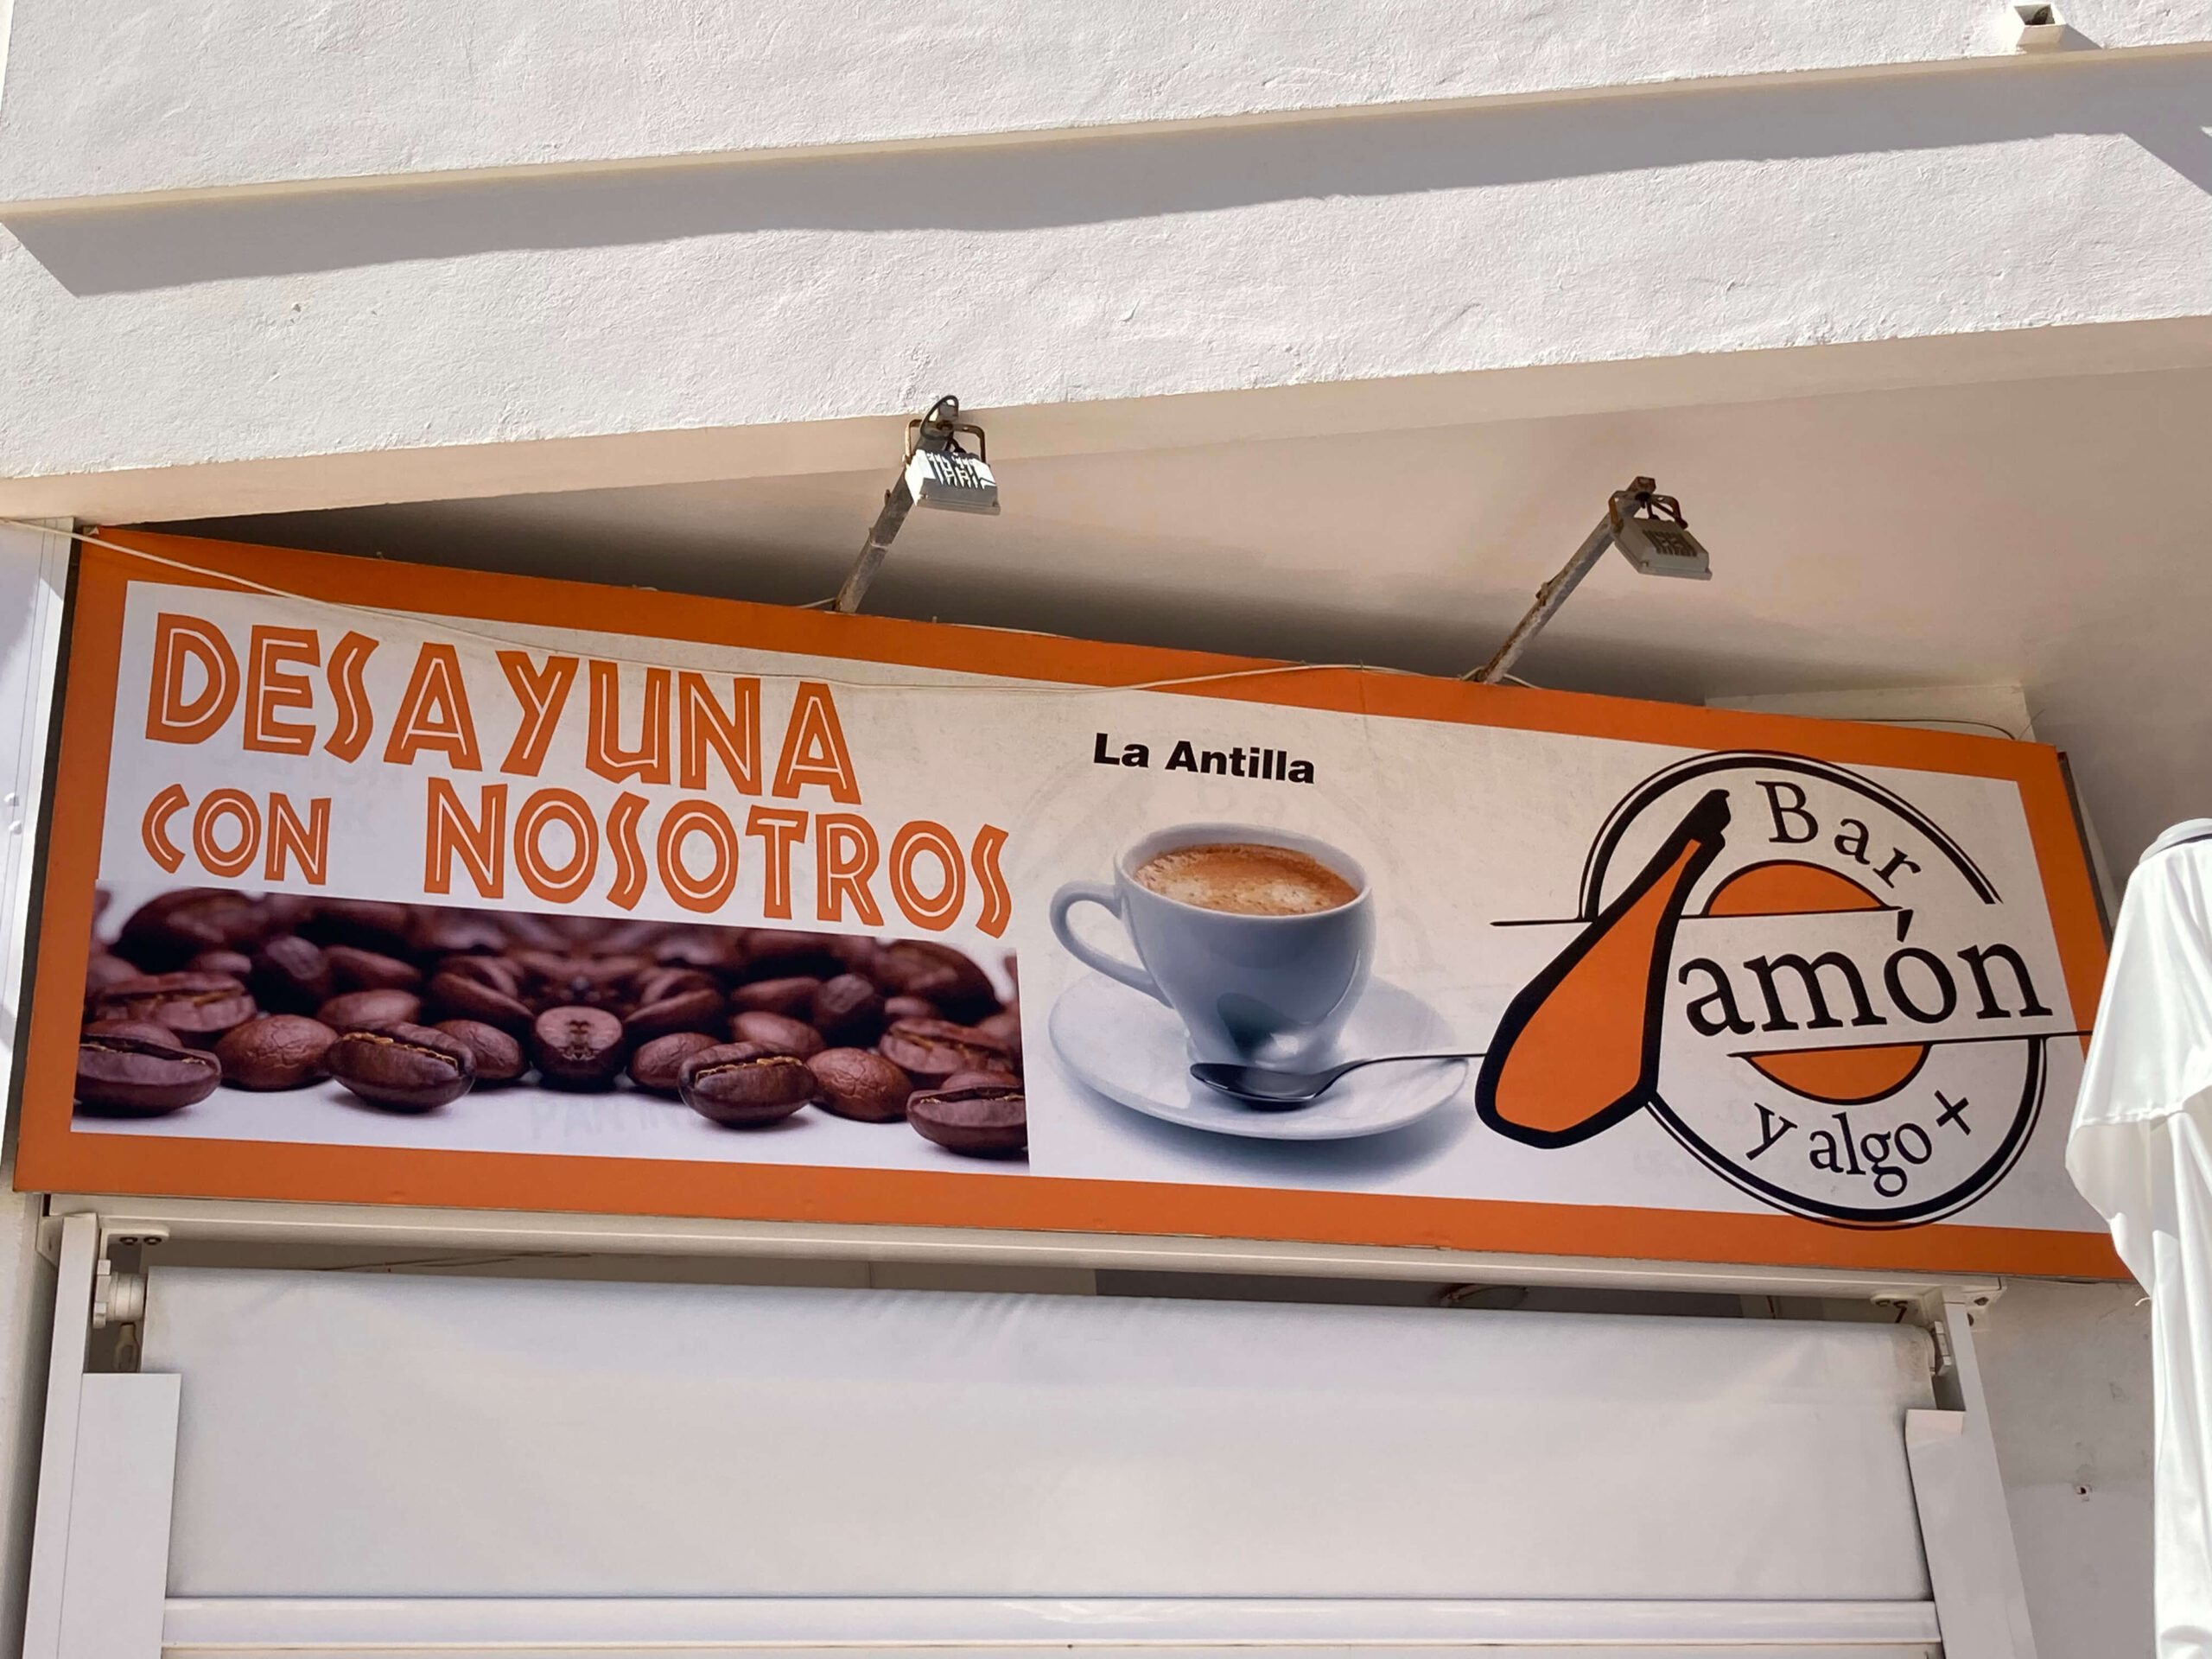 DESAYUNA
CON NOSOTROS
La Antilla
Bar
Jamón
y algo +